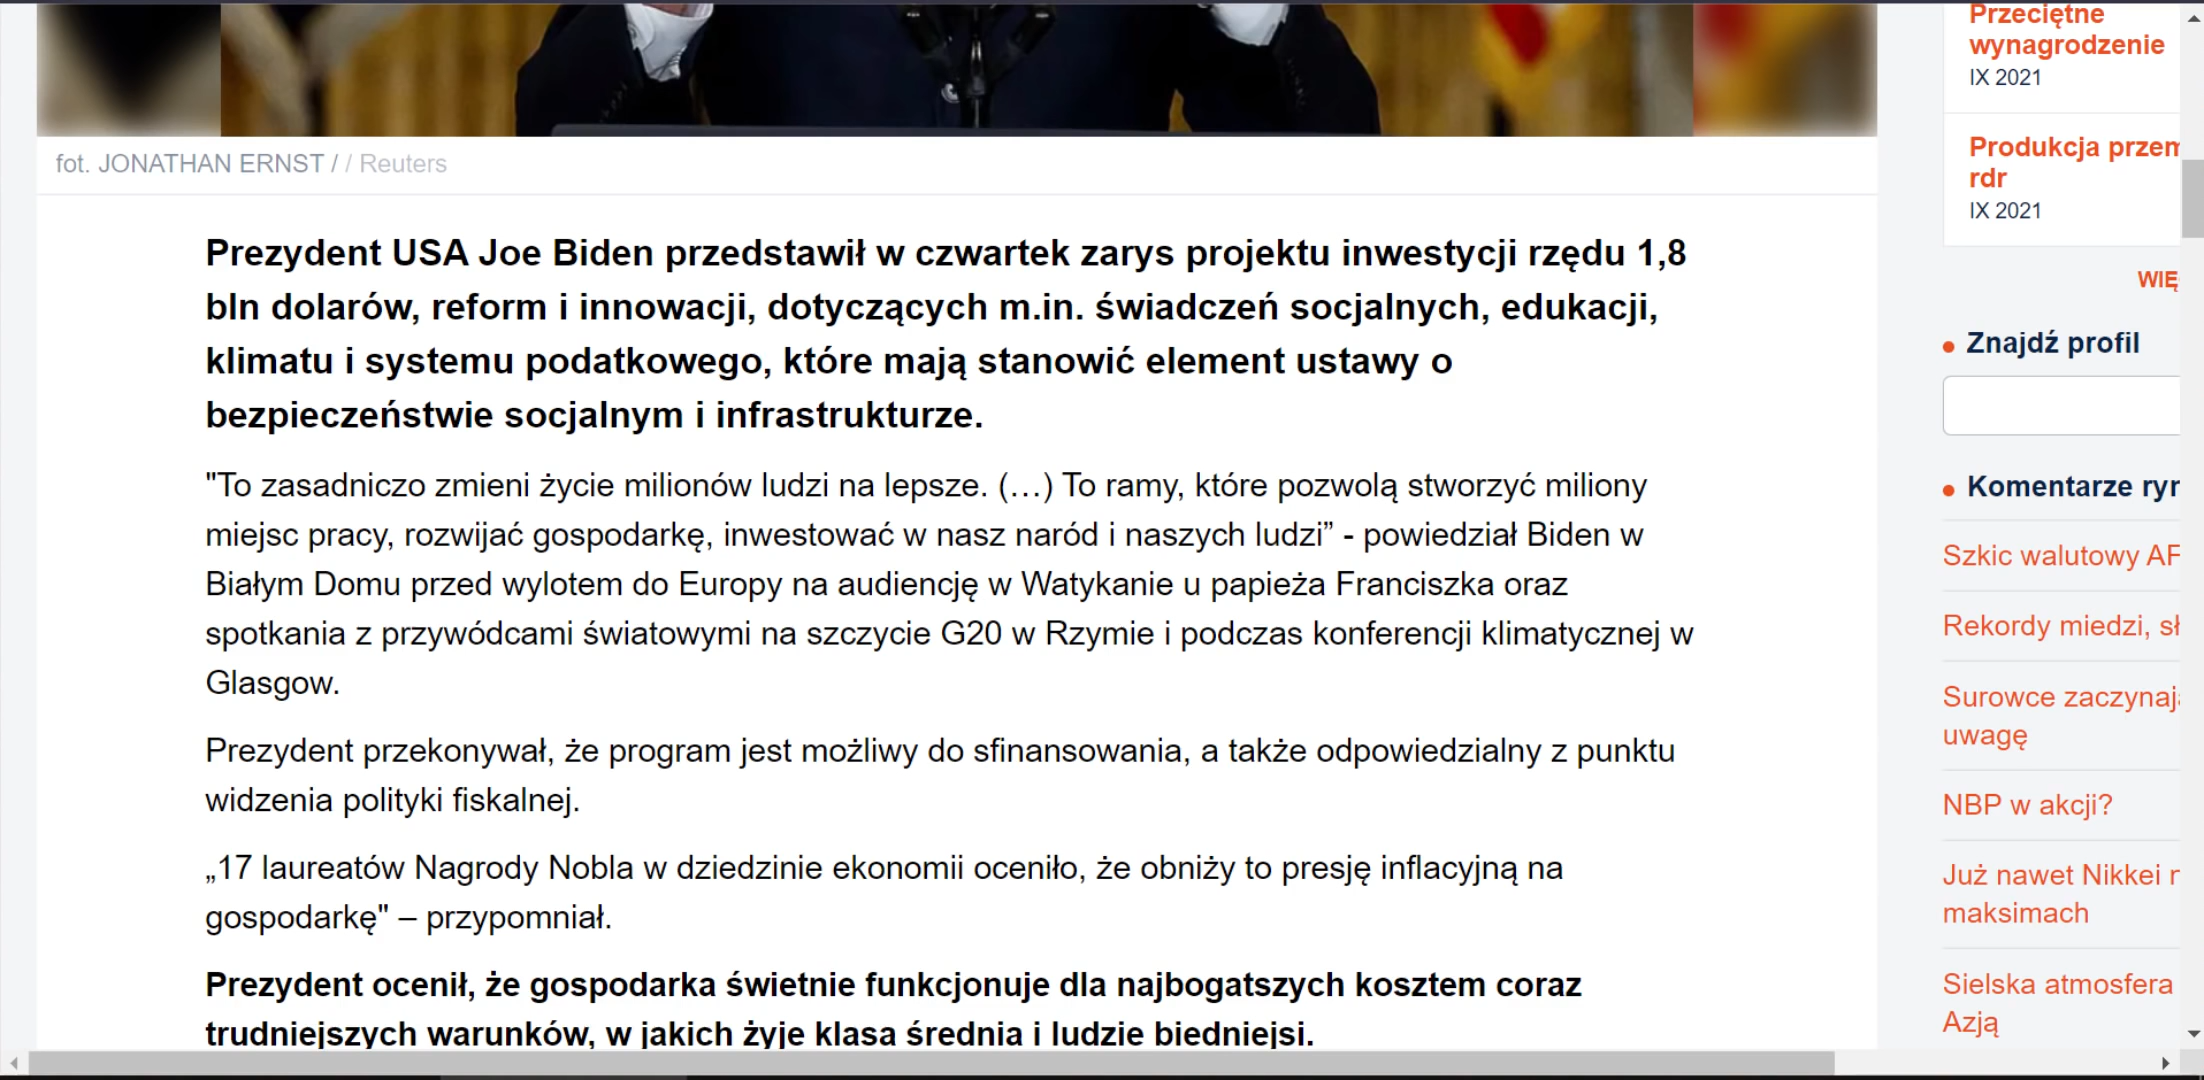 fot. JONATHAN ERNST / / Reuters
Prezydent USA Joe Biden przedstawił w czwartek zarys projektu inwestycji rzędu 1,8
bln dolarów, reform i innowacji, dotyczących m.in. świadczeń socjalnych, edukacji,
klimatu i systemu podatkowego, które mają stanowić element ustawy o
bezpieczeństwie socjalnym i infrastrukturze.
"To zasadniczo zmieni życie milionów ludzi na lepsze. (…) To ramy, które pozwolą stworzyć miliony
miejsc pracy, rozwijać gospodarkę, inwestować w nasz naród i naszych ludzi” - powiedział Biden w
Białym Domu przed wylotem do Europy na audiencję w Watykanie u papieża Franciszka oraz
spotkania z przywódcami światowymi na szczycie G20 w Rzymie i podczas konferencji klimatycznej w
Glasgow.
Prezydent przekonywał, że program jest możliwy do sfinansowania, a także odpowiedzialny z punktu
widzenia polityki fiskalnej.
„17 laureatów Nagrody Nobla w dziedzinie ekonomii oceniło, że obniży to presję inflacyjną na
gospodarkę" – przypomniał.
Prezydent ocenił, że gospodarka świetnie funkcjonuje dla najbogatszych kosztem coraz
trudniejszych warunków, w jakich żyje klasa średnia i ludzie biedniejsi.
Przeciętne
wynagrodzenie
IX 2021
Produkcja
rdr
IX 2021
Znajdź profil
Komentarze
Szkic walutowy
Rekordy miedzi,
Surowce
uwagę
NBP w akcji?
Już nawet Nikkei
maksimach
Sielska atmosfera
Azją